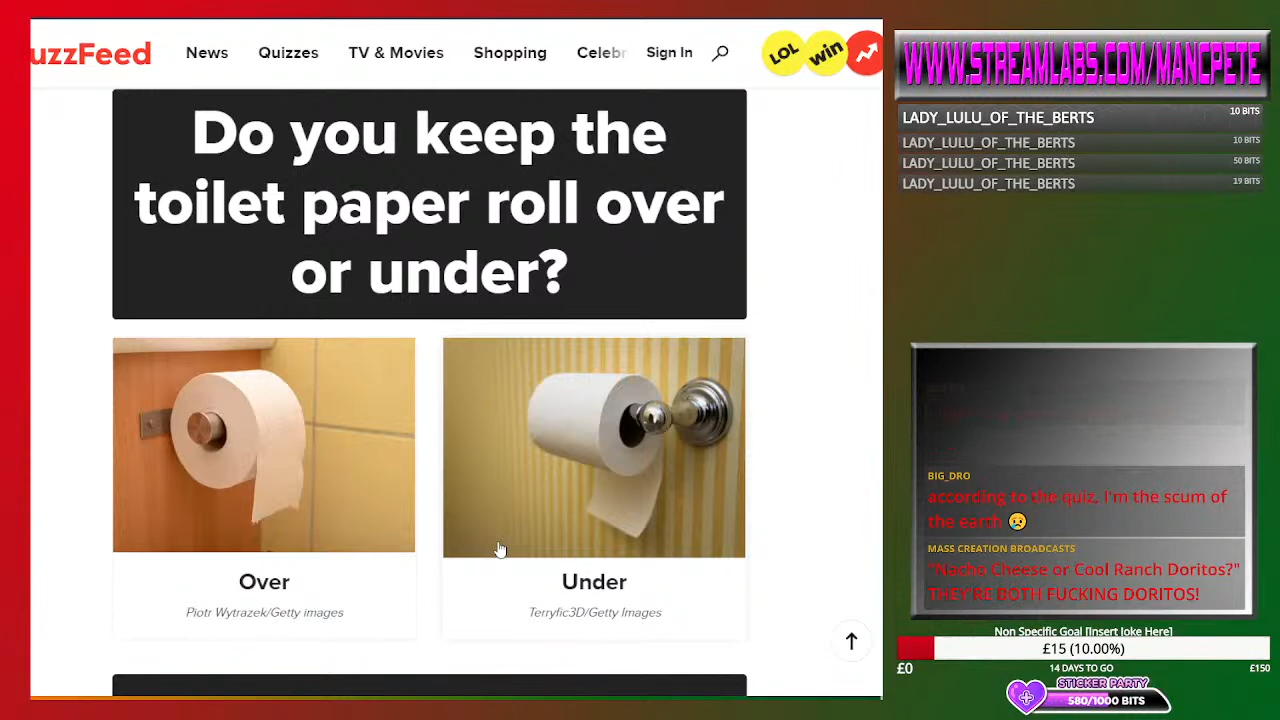 uzzFeed
News
Quizzes
TV & Movies
Shopping
Celebr
Sign In
LOL
win
Do you keep the
toilet paper roll over
or under?
Over
Piotr Wytrazek/Getty images
Under
Terryfic3D/Getty Images
WWW.STREAMLABS.COM/MANCPETE
LADY_LULU_OF_THE_BERTS 10 BITS
LADY_LULU_OF_THE_BERTS 10 BITS
LADY_LULU_OF_THE_BERTS 50 BITS
LADY_LULU_OF_THE_BERTS 19 BITS
BIG_DRO
according to the quiz, I'm the scum of
the earth 😥
MASS CREATION BROADCASTS
"Nacho Cheese or Cool Ranch Doritos?"
THEY'RE BOTH FUCKING DORITOS!
Non Specific Goal [Insert Joke Here]
£15 (10.00%)
£0
14 DAYS TO GO
£150
STICKER PARTY
580/1000 BITS